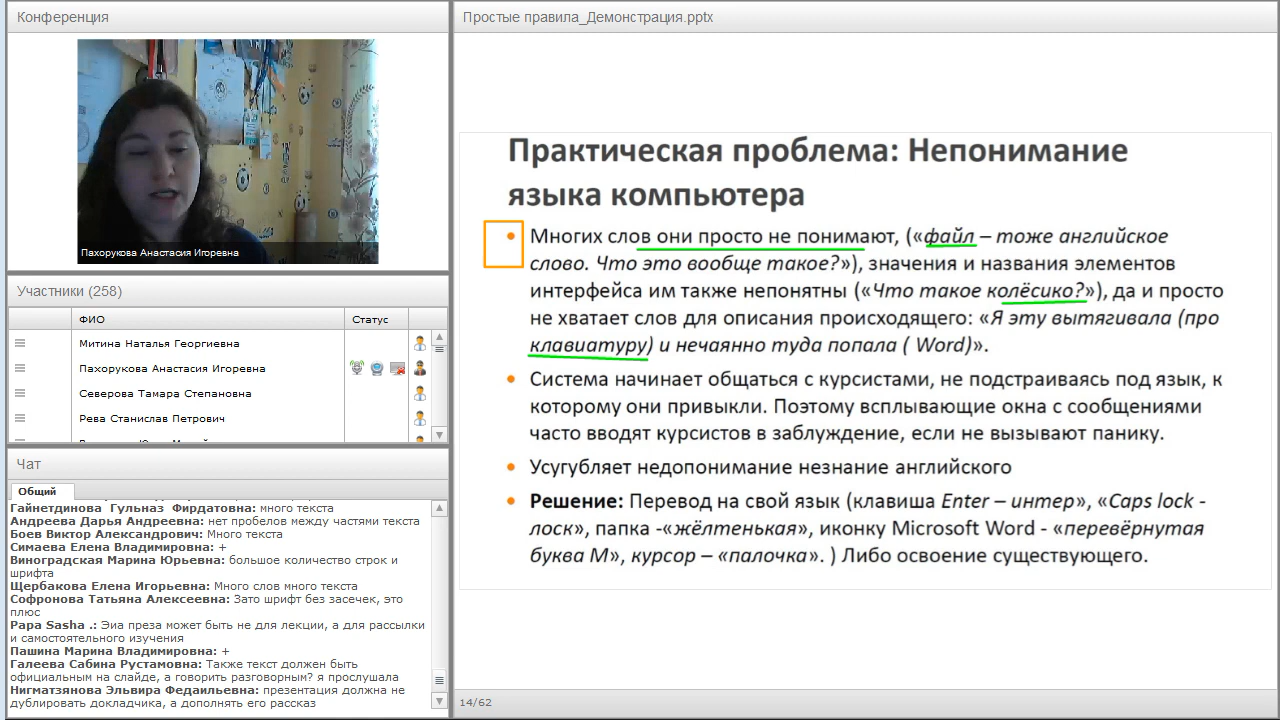 Конференция
Пахорукова Анастасия Игоревна
Участники (258)
ФИО
Статус
Митина Наталья Георгиевна
Пахорукова Анастасия Игоревна
Северова Тамара Степановна
Рева Станислав Петрович
Чат
Общий
Гайнетдинова Гульназ Фирдатовна: много текста
Андреева Дарья Андреевна: нет пробелов между частями текста
Боев Виктор Александрович: Много текста
Симаева Елена Владимировна: +
Виноградская Марина Юрьевна: большое количество строк и
шрифта
Щербакова Елена Игорьевна: Много слов много текста
Софронова Татьяна Алексеевна: Зато шрифт без засечек, это
плюс
Papa Sasha .: Эиа преза может быть не для лекции, а для рассылки
и самостоятельного изучения
Пашина Марина Владимировна: +
Галеева Сабина Рустамовна: Также текст должен быть
официальным на слайде, а говорить разговорным? я прослушала
Нигматзянова Эльвира Федаильевна: презентация должна не
дублировать докладчика, а дополнять его рассказ
Простые правила_Демонстрация.pptx
Практическая проблема: Непонимание
языка компьютера
• Многих слов они просто не понимают, («файл – тоже английское
слово. Что это вообще такое?»), значения и названия элементов
интерфейса им также непонятны («Что такое колёсико?»), да и просто
не хватает слов для описания происходящего: «Я эту вытягивала (про
клавиатуру) и нечаянно туда попала ( Word)».
• Система начинает общаться с курсистами, не подстраиваясь под язык, к
которому они привыкли. Поэтому всплывающие окна с сообщениями
часто вводят курсистов в заблуждение, если не вызывают панику.
• Усугубляет недопонимание незнание английского
• Решение: Перевод на свой язык (клавиша Enter – интер», «Caps lock -
лоск», папка -«жёлтенькая», иконку Microsoft Word - «перевёрнутая
буква М», курсор – «палочка». ) Либо освоение существующего.
14/62